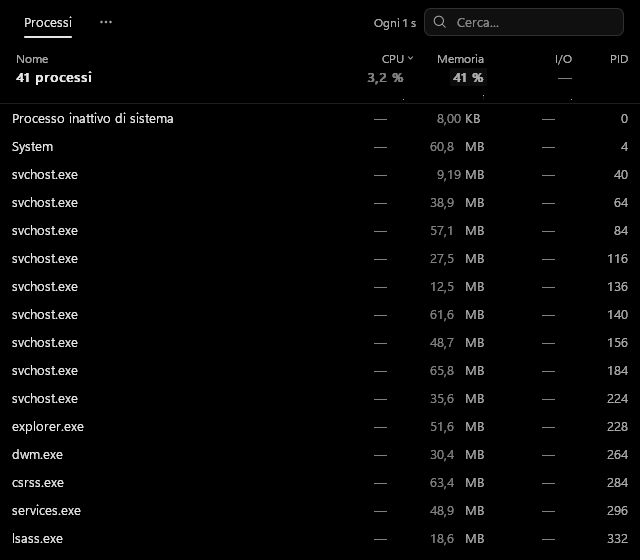 Processi ··· Ogni 1 s Cerca...
Nome CPU Memoria I/O PID
41 processi 3,2 % 41 % —
Processo inattivo di sistema — 8,00 KB — 0
System — 60,8 MB — 4
svchost.exe — 9,19 MB — 40
svchost.exe — 38,9 MB — 64
svchost.exe — 57,1 MB — 84
svchost.exe — 27,5 MB — 116
svchost.exe — 12,5 MB — 136
svchost.exe — 61,6 MB — 140
svchost.exe — 48,7 MB — 156
svchost.exe — 65,8 MB — 184
svchost.exe — 35,6 MB — 224
explorer.exe — 51,6 MB — 228
dwm.exe — 30,4 MB — 264
csrss.exe — 63,4 MB — 284
services.exe — 48,9 MB — 296
lsass.exe — 18,6 MB — 332